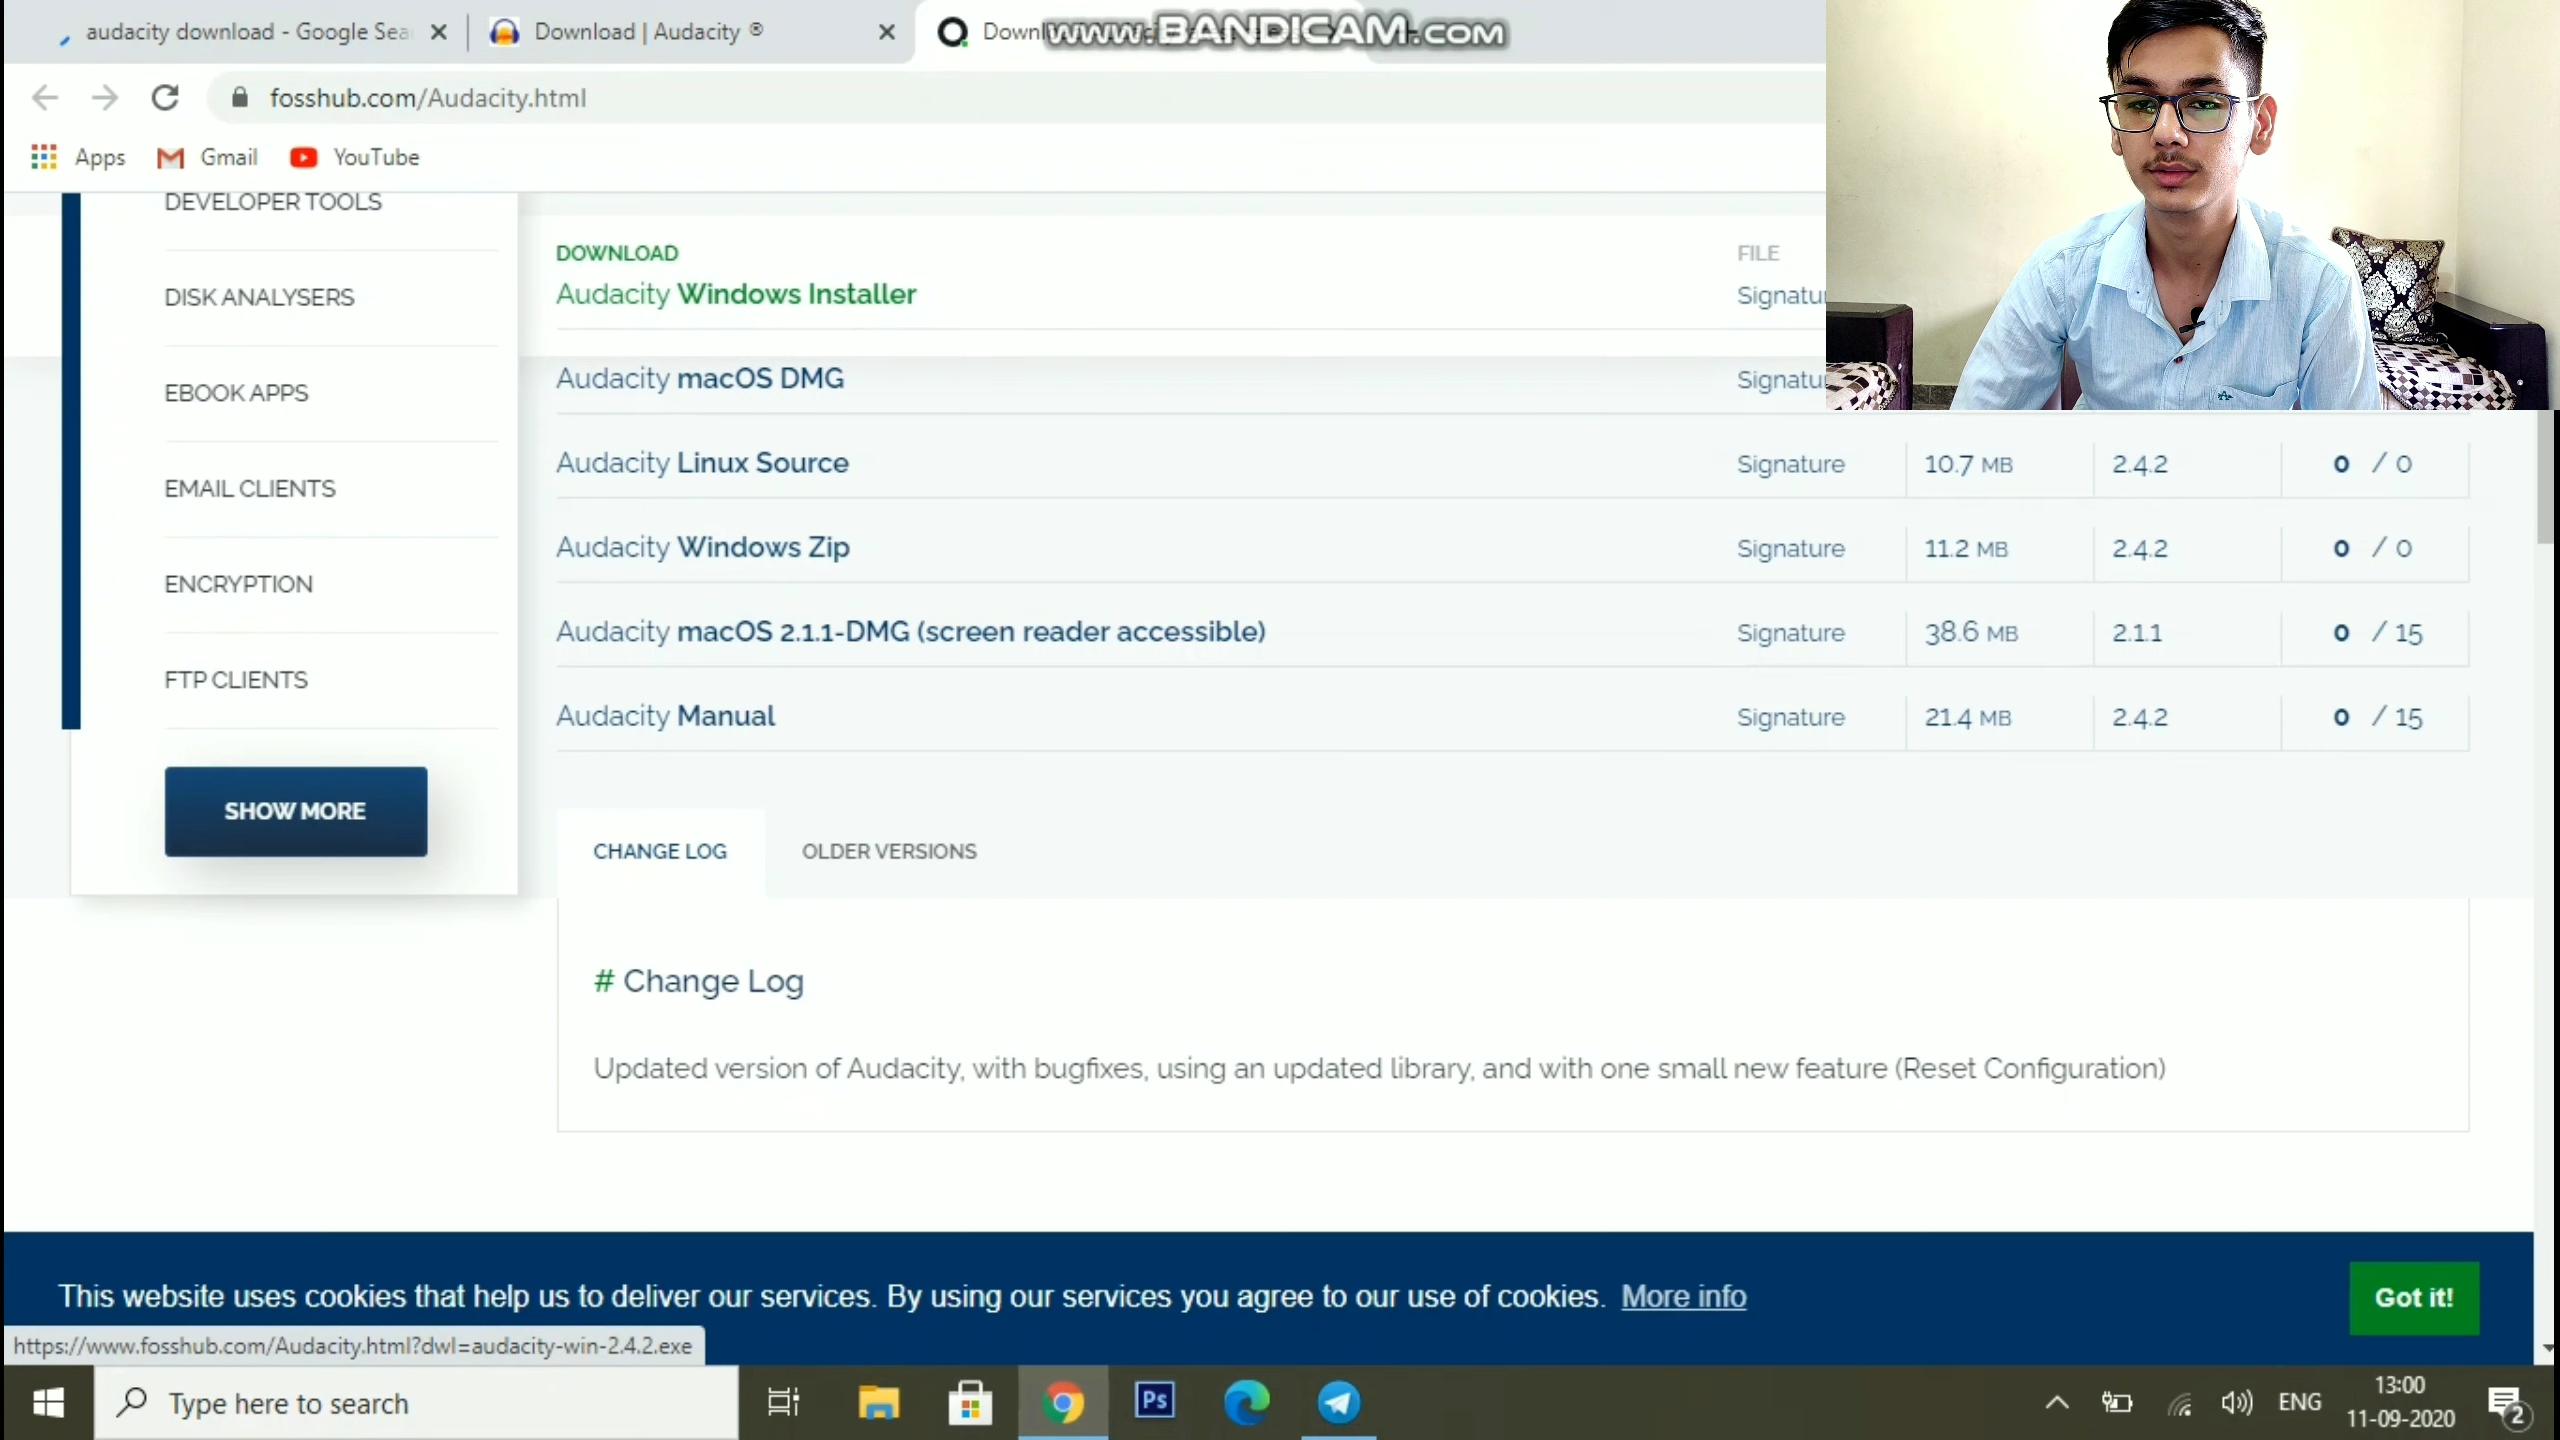 audacity download - Google Sea
Download | Audacity ®
Downl
www.BANDICAM.com
fosshub.com/Audacity.html
Apps
Gmail
YouTube
DEVELOPER TOOLS
DISK ANALYSERS
EBOOK APPS
EMAIL CLIENTS
ENCRYPTION
FTP CLIENTS
SHOW MORE
DOWNLOAD
FILE
Audacity Windows Installer
Signatu
Audacity macOS DMG
Signatu
Audacity Linux Source Signature 10.7 MB 2.4.2 0 / 0
Audacity Windows Zip Signature 11.2 MB 2.4.2 0 / 0
Audacity macOS 2.1.1-DMG (screen reader accessible) Signature 38.6 MB 2.1.1 0 / 15
Audacity Manual Signature 21.4 MB 2.4.2 0 / 15
CHANGE LOG
OLDER VERSIONS
# Change Log
Updated version of Audacity, with bugfixes, using an updated library, and with one small new feature (Reset Configuration)
This website uses cookies that help us to deliver our services. By using our services you agree to our use of cookies. More info
Got it!
https://www.fosshub.com/Audacity.html?dwl=audacity-win-2.4.2.exe
Type here to search
Ps
ENG
13:00
11-09-2020
2